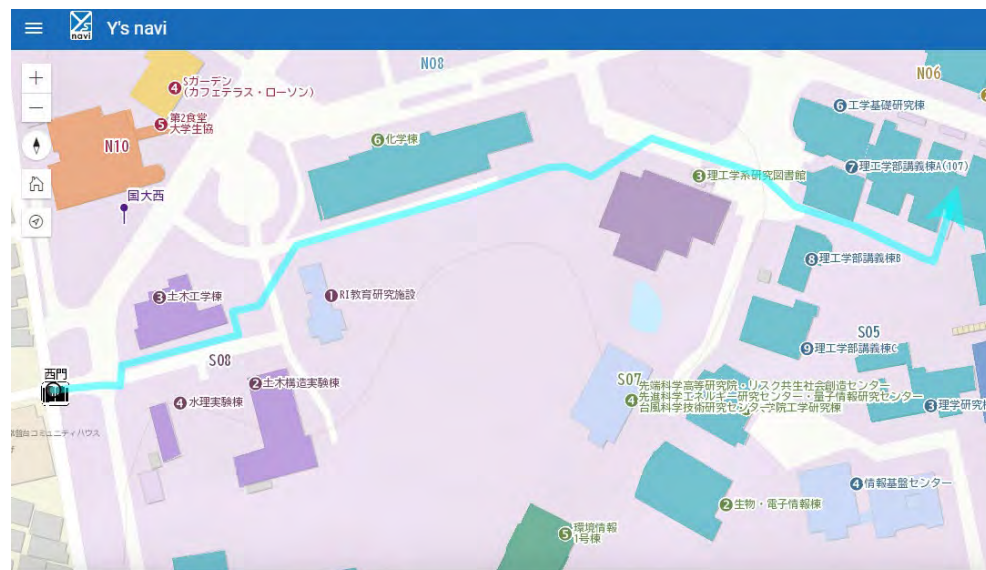 Y's navi
N08
N06
④Sガーデン
(カフェテラス・ローソン)
⑤第2食堂
大学生協
N10
⑥化学棟
⑥工学基礎研究棟
⑦理工学部講義棟A(107)
③理工学系研究図書館
国大西
⑧理工学部講義棟B
③土木工学棟
①RI教育研究施設
S05
⑨理工学部講義棟C
S08
西門
②土木構造実験棟
④水理実験棟
S07
④先端科学高等研究院・リスク共生社会創造センター
先進科学エネルギー研究センター・量子情報研究センター
台風科学技術研究センター
学院工学研究棟
③理学研究棟
コミュニティハウス
④情報基盤センター
②生物・電子情報棟
⑤環境情報
1号棟